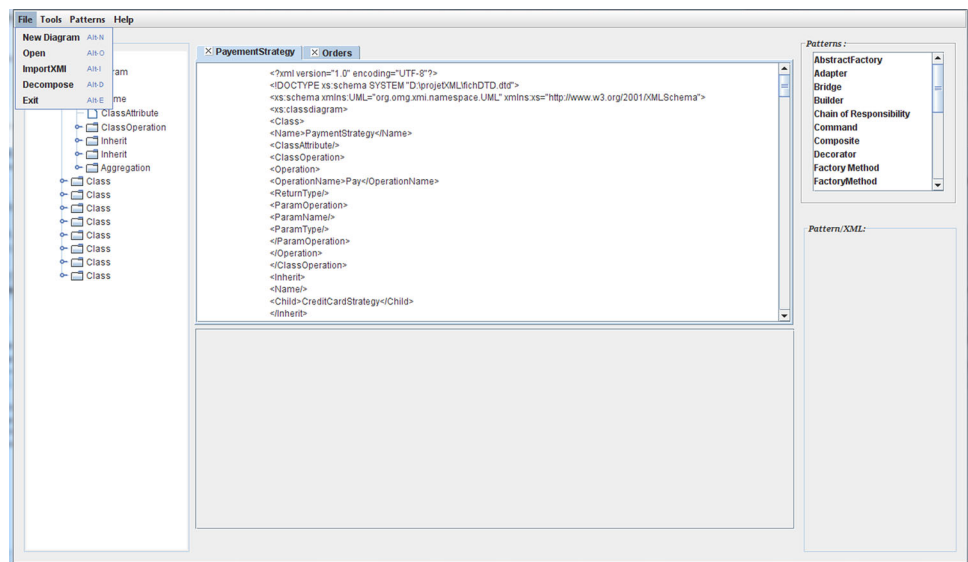 File Tools Patterns Help
New Diagram Alt-N
Open Alt-O
ImportXMI Alt-I
Decompose Alt-D
Exit Alt-E
ram
me
ClassAttribute
ClassOperation
Inherit
Inherit
Aggregation
Class
Class
Class
Class
Class
Class
Class
Class
PayementStrategy Orders
<?xml version="1.0" encoding="UTF-8"?>
<!DOCTYPE xs:schema SYSTEM "D:\projetXML\fichDTD.dtd">
<xs:schema xmlns:UML="org.omg.xmi.namespace.UML" xmlns:xs="http://www.w3.org/2001/XMLSchema">
<xs:classdiagram>
<Class>
<Name>PaymentStrategy</Name>
<ClassAttribute/>
<ClassOperation>
<Operation>
<OperationName>Pay</OperationName>
<ReturnType/>
<ParamOperation>
<ParamName/>
<ParamType/>
</ParamOperation>
</Operation>
</ClassOperation>
<Inherit>
<Name/>
<Child>CreditCardStrategy</Child>
</Inherit>
Patterns :
AbstractFactory
Adapter
Bridge
Builder
Chain of Responsibility
Command
Composite
Decorator
Factory Method
FactoryMethod
Pattern/XML: